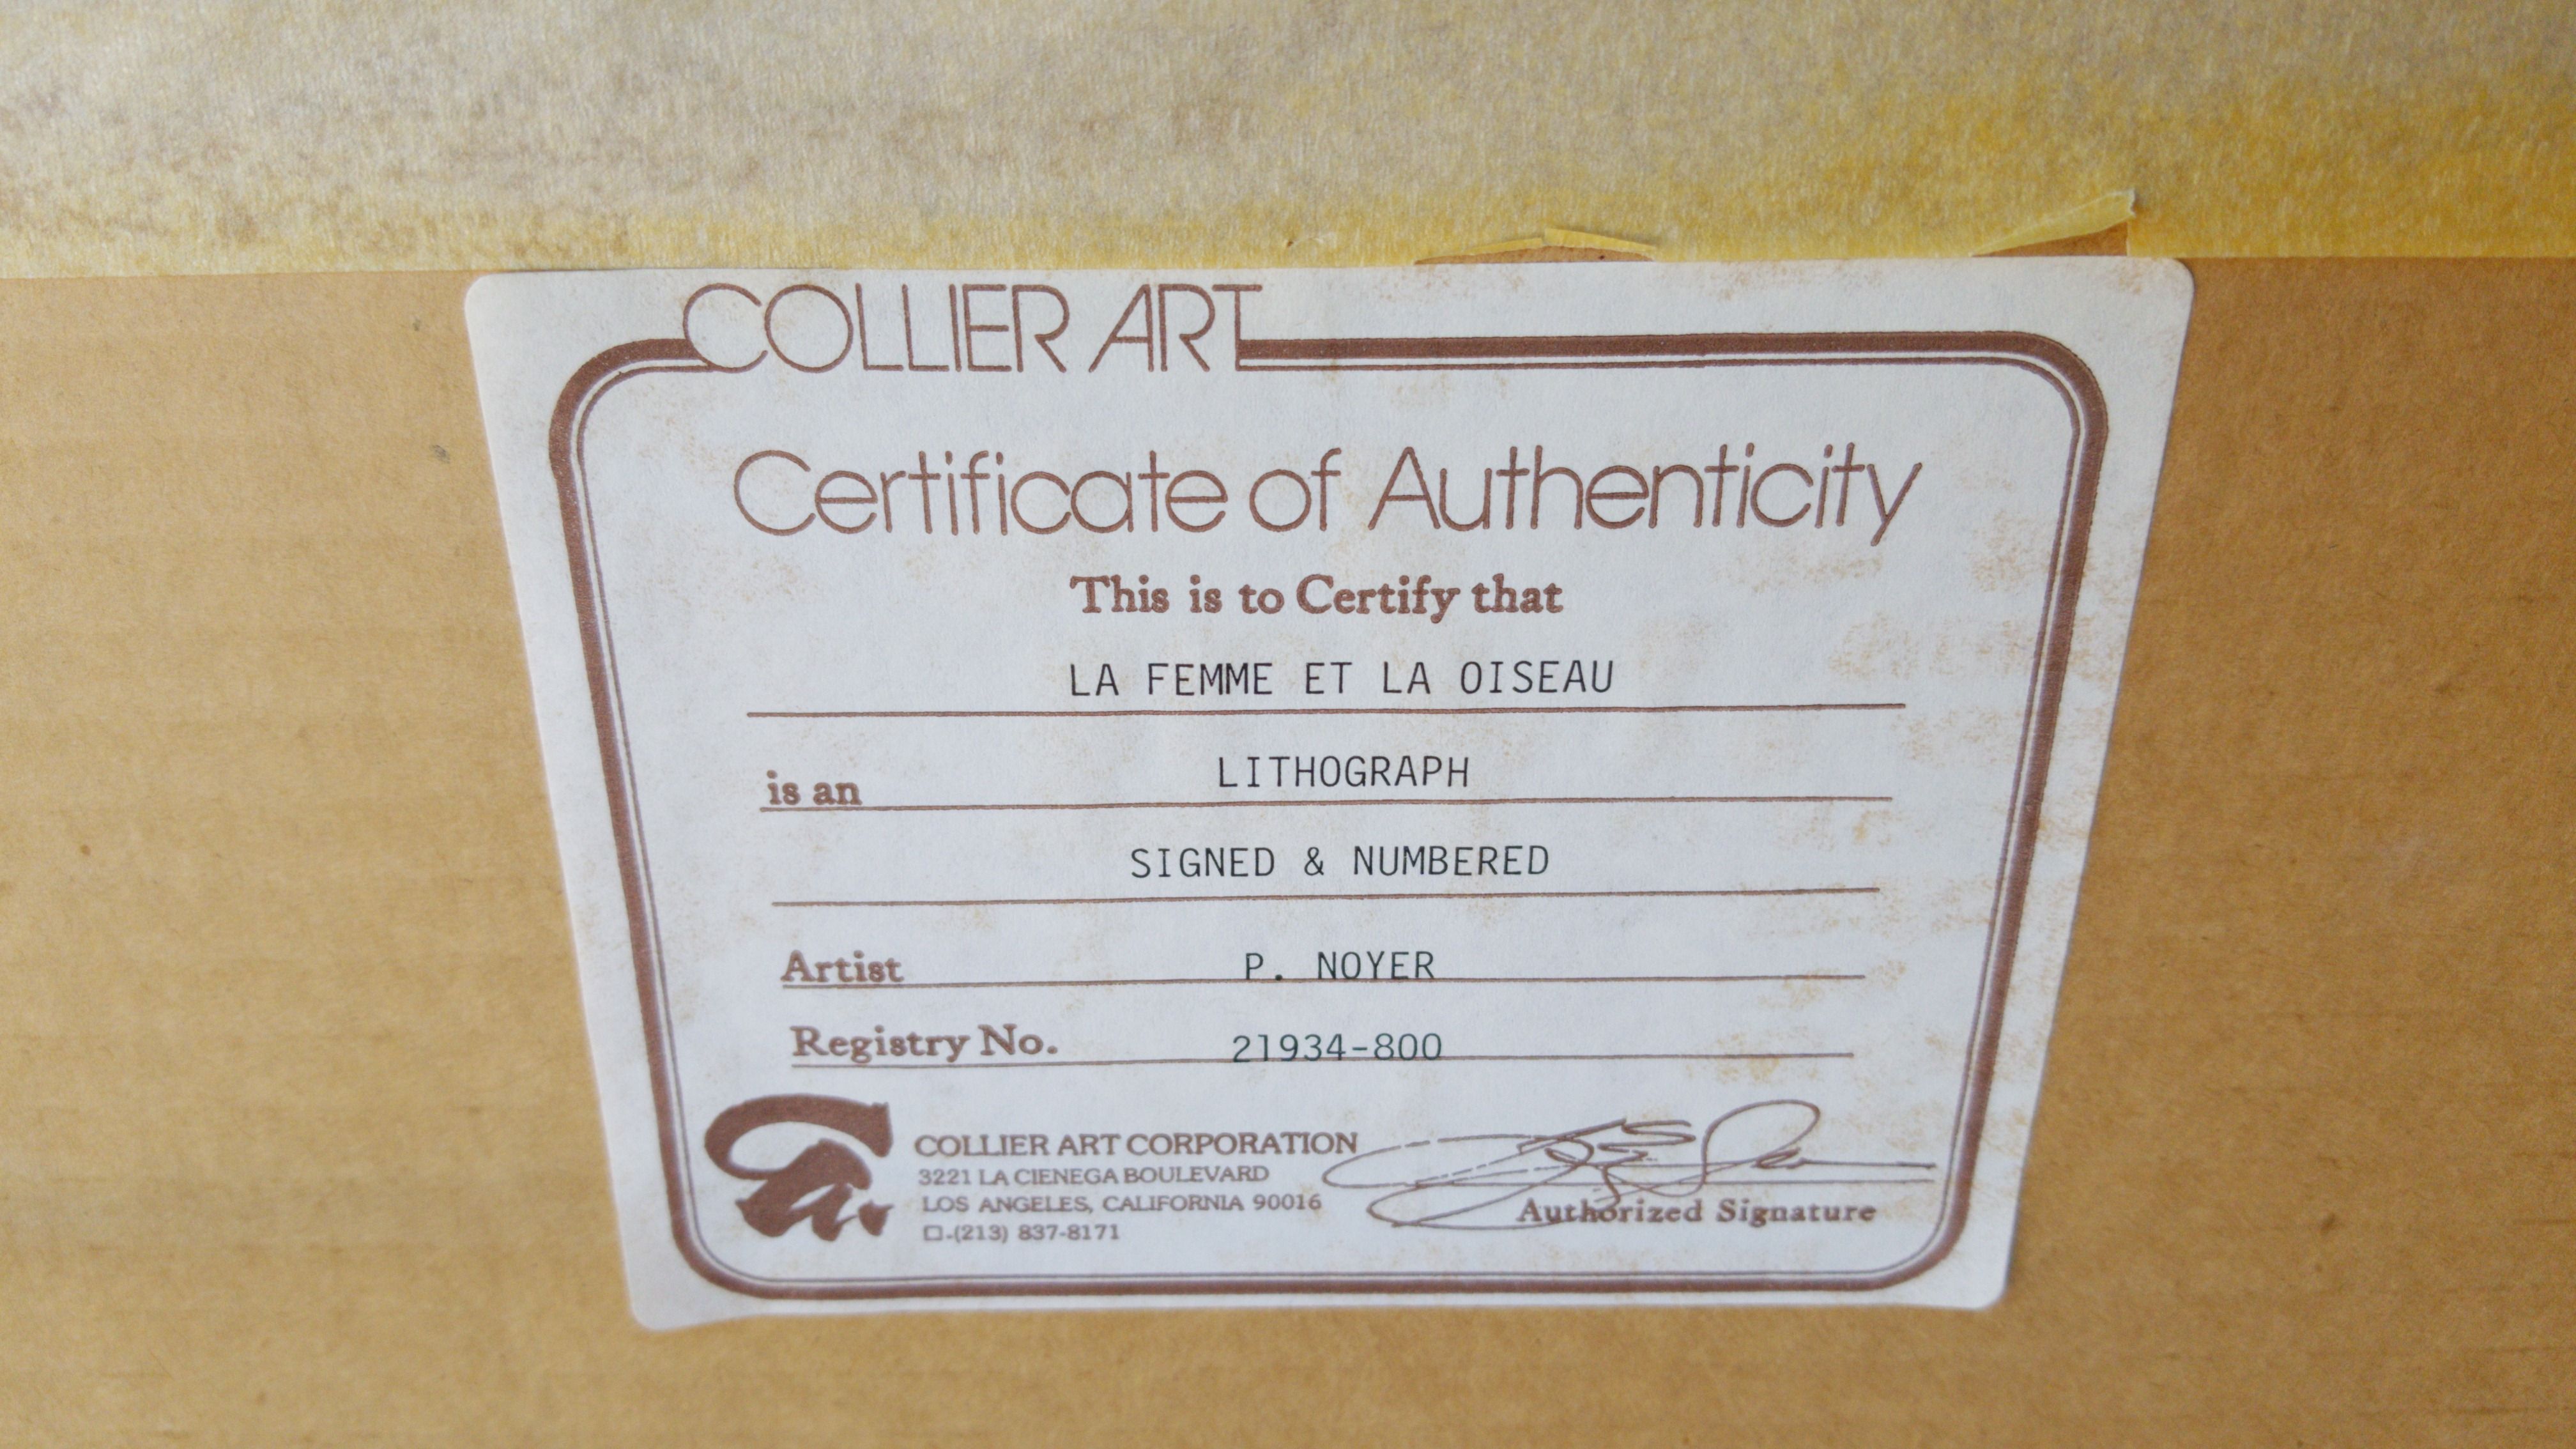 COLLIER ART
Certificate of Authenticity
This is to Certify that
LA FEMME ET LA OISEAU
is an LITHOGRAPH
SIGNED & NUMBERED
Artist P. NOYER
Registry No. 21934-800
COLLIER ART CORPORATION
3221 LA CIENEGA BOULEVARD
LOS ANGELES, CALIFORNIA 90016
(213) 837-8171
Authorized Signature